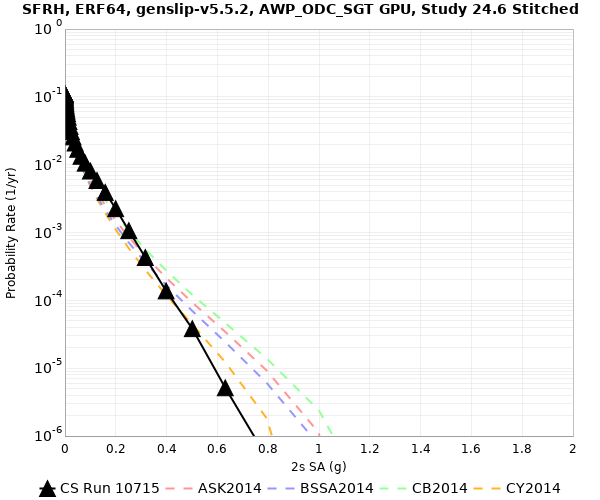 SFRH, ERF64, genslip-v5.5.2, AWP_ODC_SGT GPU, Study 24.6 Stitched
10 0
10 -1
10 -2
10 -3
10 -4
10 -5
10 -6
Probability Rate (1/yr)
0 0.2 0.4 0.6 0.8 1 1.2 1.4 1.6 1.8 2
2s SA (g)
CS Run 10715 ASK2014 BSSA2014 CB2014 CY2014